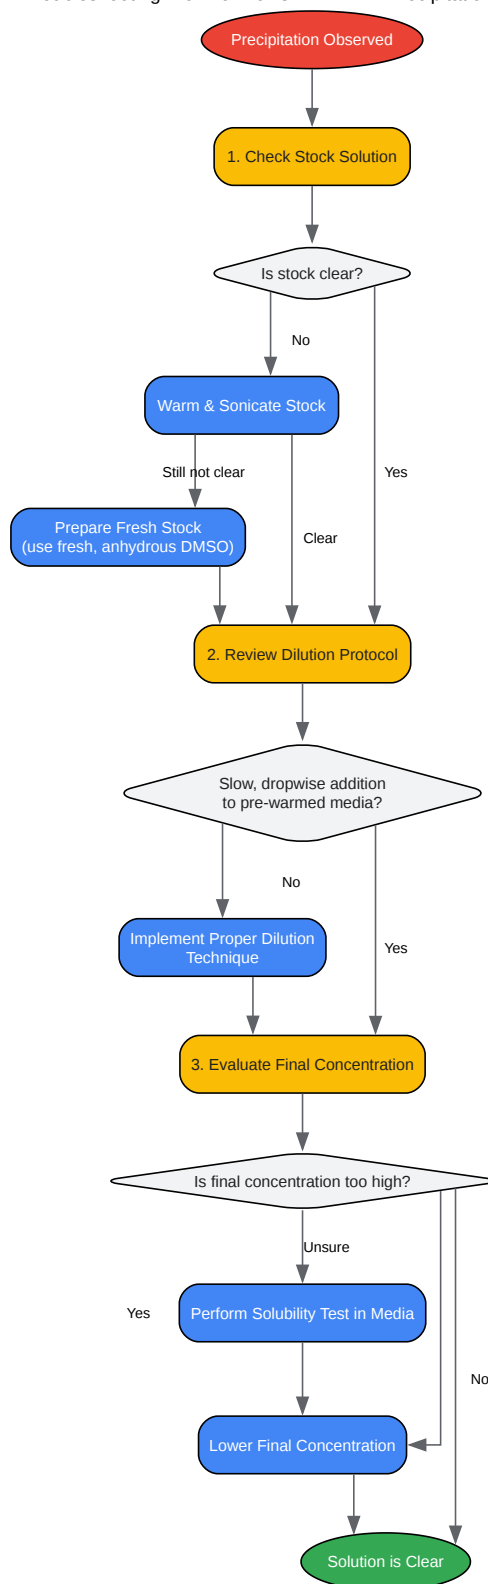 Precipitation Observed
1. Check Stock Solution
Is stock clear?
No
Warm & Sonicate Stock
Still not clear
Yes
Prepare Fresh Stock
(use fresh, anhydrous DMSO)
Clear
2. Review Dilution Protocol
Slow, dropwise addition
to pre-warmed media?
No
Implement Proper Dilution
Technique
Yes
3. Evaluate Final Concentration
Is final concentration too high?
Unsure
Yes
Perform Solubility Test in Media
No
Lower Final Concentration
Solution is Clear